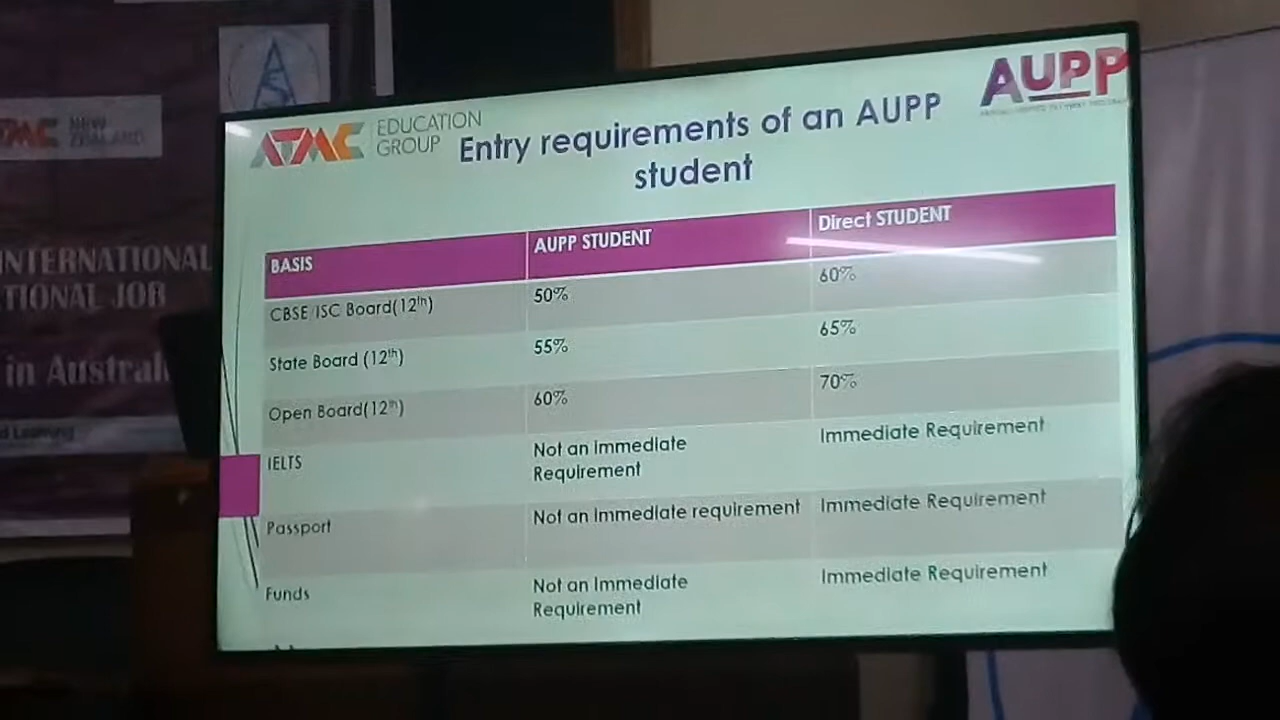 NEW
ZEALAND
INTERNATIONAL
TIONAL JOB
in Austral
d Learning
ATMC
EDUCATION
GROUP
AUPP
Entry requirements of an AUPP
student
BASIS AUPP STUDENT Direct STUDENT
CBSE/ISC Board(12th) 50% 60%
State Board (12th) 55% 65%
Open Board(12th) 60% 70%
IELTS Not an immediate Requirement Immediate Requirement
Passport Not an immediate requirement Immediate Requirement
Funds Not an Immediate Requirement Immediate Requirement